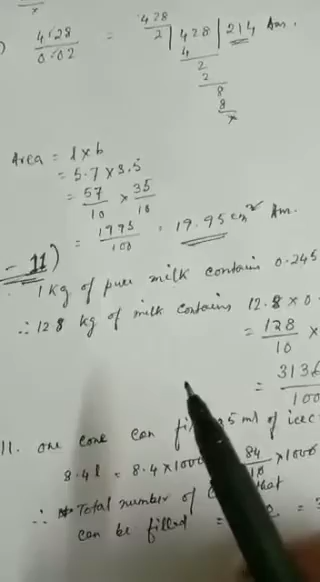 4.28 / 0.02 = 428 / 2 | 428 | 214 Ans.
4
2
2
8
8
x
Area = l x b
= 5.7 x 3.5
= 57/10 x 35/10
= 1995/100 = 19.95 cm² Ans.
11)
1 kg of pure milk contains 0.245
∴ 12.8 kg of milk contains 12.8 x 0
= 128/10 x
= 3136/100
11. one cone can 5 ml of
8.4 l = 8.4 x 1000 84/10 x 1000
∴ Total number of that
can be filled =